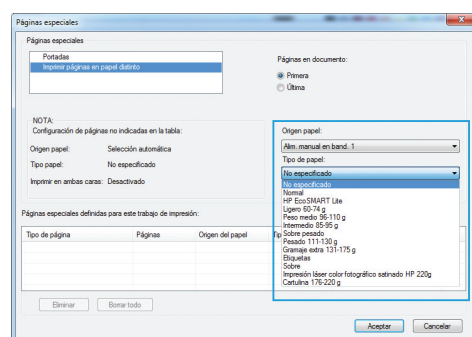 Páginas especiales
Páginas especiales
Portadas
Imprimir páginas en papel distinto
Páginas en documento:
Primera
Última
NOTA:
Configuración de páginas no indicadas en la tabla:
Origen papel: Selección automática
Tipo papel: No especificado
Imprimir en ambas caras: Desactivado
Origen papel:
Alim. manual en band. 1
Tipo de papel:
No especificado
No especificado
Normal
HP EcoSMART Lite
Ligero 60-74 g
Peso medio 96-110 g
Intermedio 85-95 g
Sobre pesado
Pesado 111-130 g
Gramaje extra 131-175 g
Etiquetas
Sobre
Impresión láser color fotográfico satinado HP 220g
Cartulina 176-220 g
Páginas especiales definidas para este trabajo de impresión:
Tipo de página Páginas Origen del papel
Eliminar Borrar todo
Aceptar Cancelar